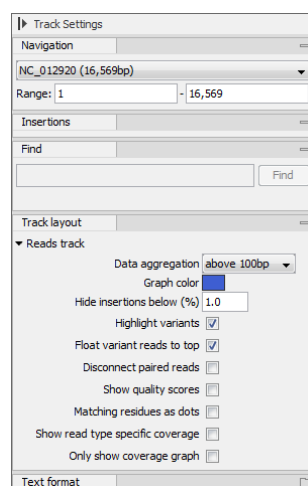 Track Settings
Navigation
NC_012920 (16,569bp)
Range: 1 - 16,569
Insertions
Find
Find
Track layout
Reads track
Data aggregation above 100bp
Graph color
Hide insertions below (%) 1.0
Highlight variants
Float variant reads to top
Disconnect paired reads
Show quality scores
Matching residues as dots
Show read type specific coverage
Only show coverage graph
Text format